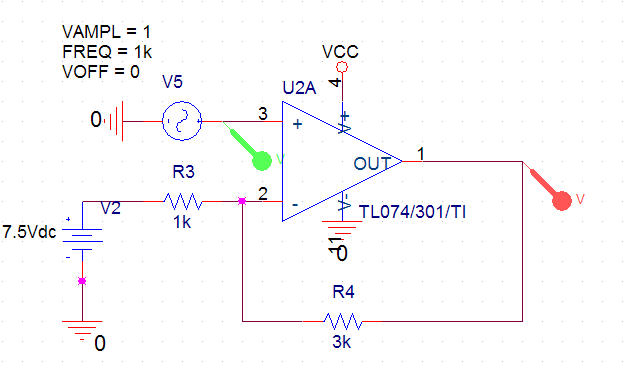 VAMPL = 1
FREQ = 1k
VOFF = 0
V5
0
VCC
4
U2A
3
+
V+
V
OUT
1
V
R3
1k
2
-
V-
TL074/301/TI
11
0
V2
+
7.5Vdc
-
0
R4
3k